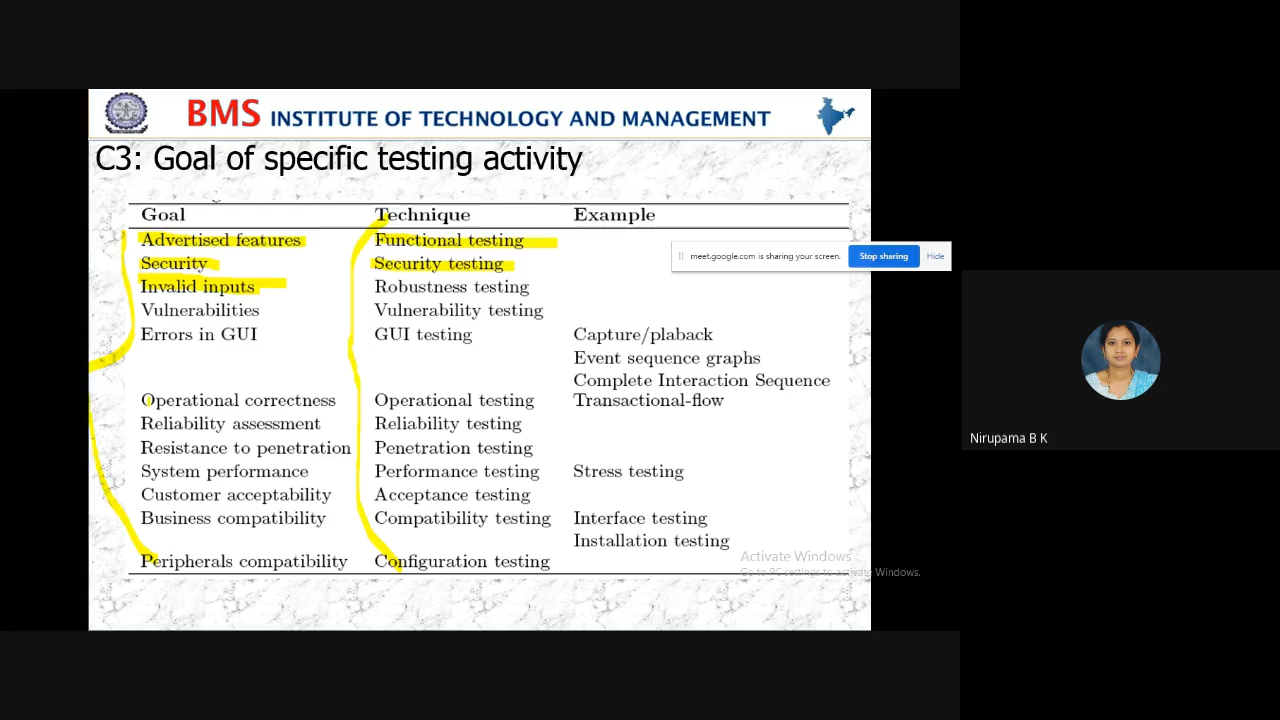 BMS INSTITUTE OF TECHNOLOGY AND MANAGEMENT
C3: Goal of specific testing activity
Goal Technique Example
Advertised features Functional testing
Security Security testing
meet.google.com is sharing your screen. Stop sharing Hide
Invalid inputs Robustness testing
Vulnerabilities Vulnerability testing
Errors in GUI GUI testing Capture/plaback
Event sequence graphs
Complete Interaction Sequence
Operational correctness Operational testing Transactional-flow
Reliability assessment Reliability testing
Resistance to penetration Penetration testing
System performance Performance testing Stress testing
Customer acceptability Acceptance testing
Business compatibility Compatibility testing Interface testing
Installation testing
Peripherals compatibility Configuration testing
Activate Windows
Go to PC settings to activate Windows.
Nirupama B K